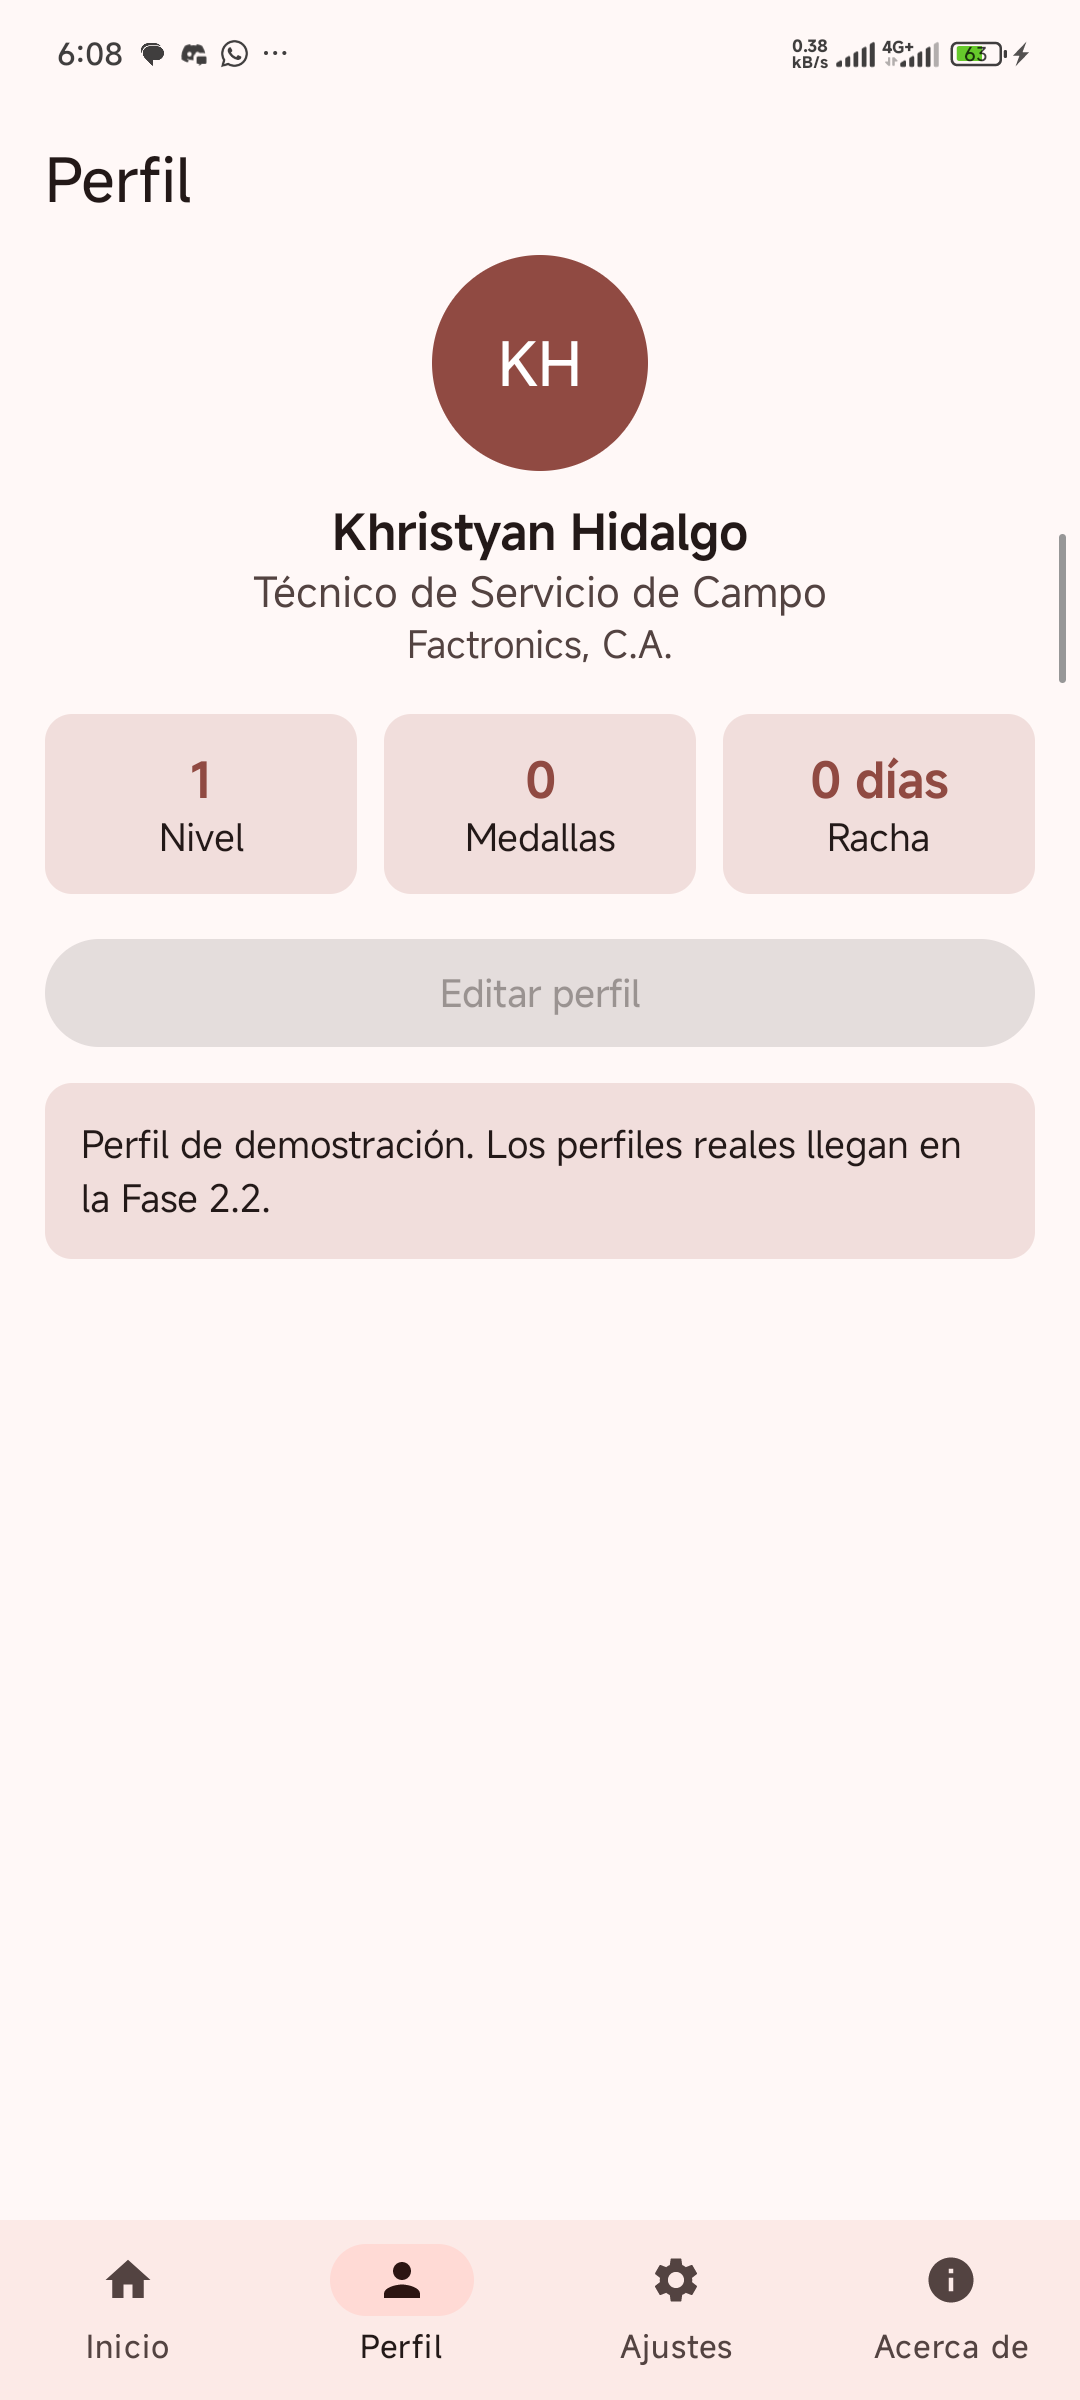 6:08
0.38
kB/s
4G+
63
Perfil
KH
Khristyan Hidalgo
Técnico de Servicio de Campo
Factronics, C.A.
1
Nivel
0
Medallas
0 días
Racha
Editar perfil
Perfil de demostración. Los perfiles reales llegan en
la Fase 2.2.
Inicio
Perfil
Ajustes
Acerca de